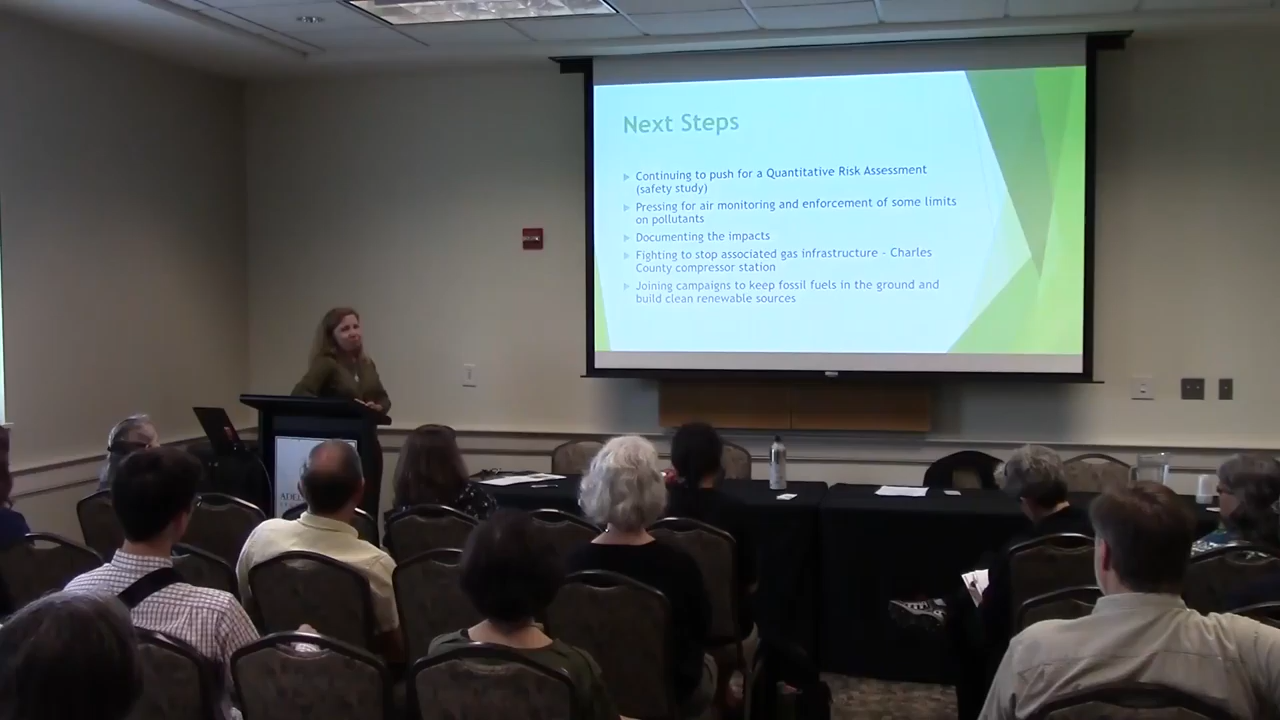 Next Steps
Continuing to push for a Quantitative Risk Assessment
(safety study)
Pressing for air monitoring and enforcement of some limits
on pollutants
Documenting the impacts
Fighting to stop associated gas infrastructure - Charles
County compressor station
Joining campaigns to keep fossil fuels in the ground and
build clean renewable sources